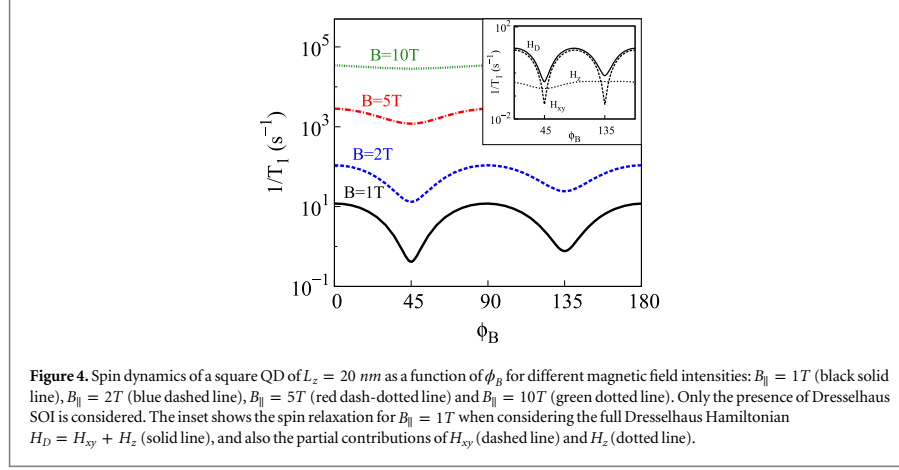 10^5
10^3
10^1
10^-1
1/T_1 (s^-1)
B=10T
B=5T
B=2T
B=1T
0 45 90 135 180
ϕ_B
10^2
10^-2
1/T_1 (s^-1)
H_D
H_z
H_xy
45 135
ϕ_B
Figure 4. Spin dynamics of a square QD of L_z = 20 nm as a function of ϕ_B for different magnetic field intensities: B_∥ = 1T (black solid
line), B_∥ = 2T (blue dashed line), B_∥ = 5T (red dash-dotted line) and B_∥ = 10T (green dotted line). Only the presence of Dresselhaus
SOI is considered. The inset shows the spin relaxation for B_∥ = 1T when considering the full Dresselhaus Hamiltonian
H_D = H_xy + H_z (solid line), and also the partial contributions of H_xy (dashed line) and H_z (dotted line).